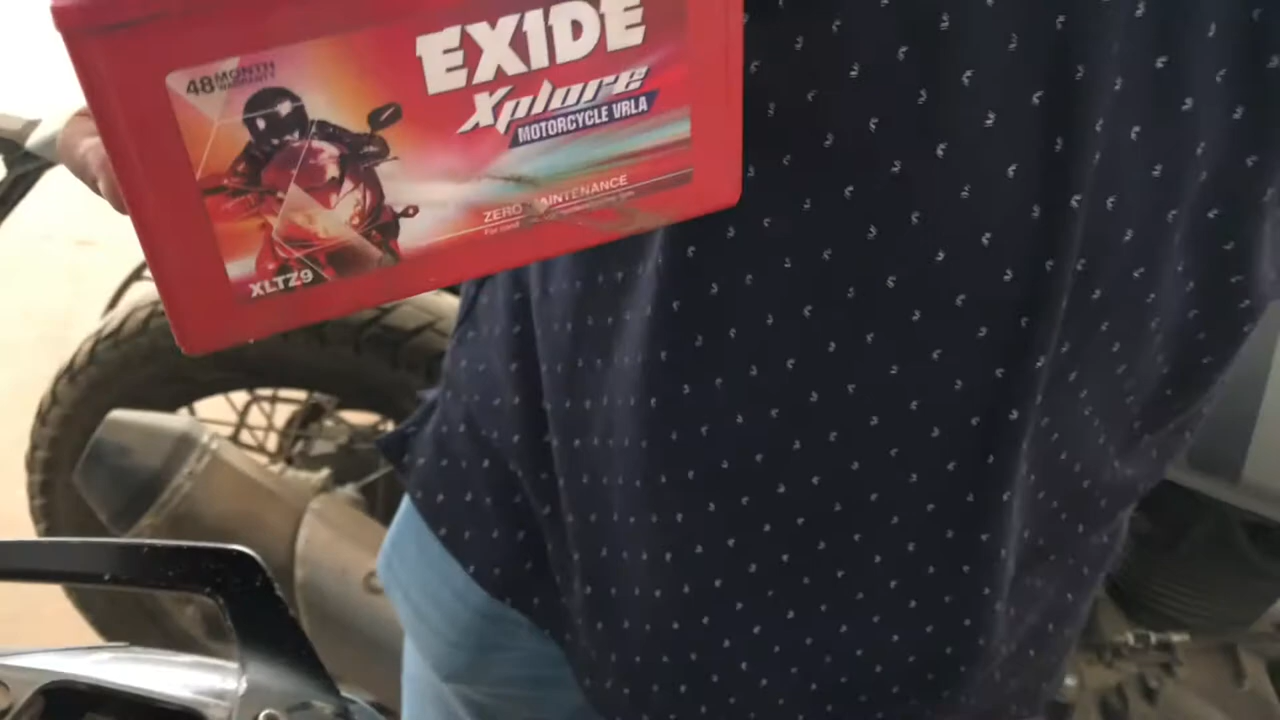 48 MONTH
WARRANTY
EXIDE
Xplore
MOTORCYCLE VRLA
ZERO MAINTENANCE
XLTZ9